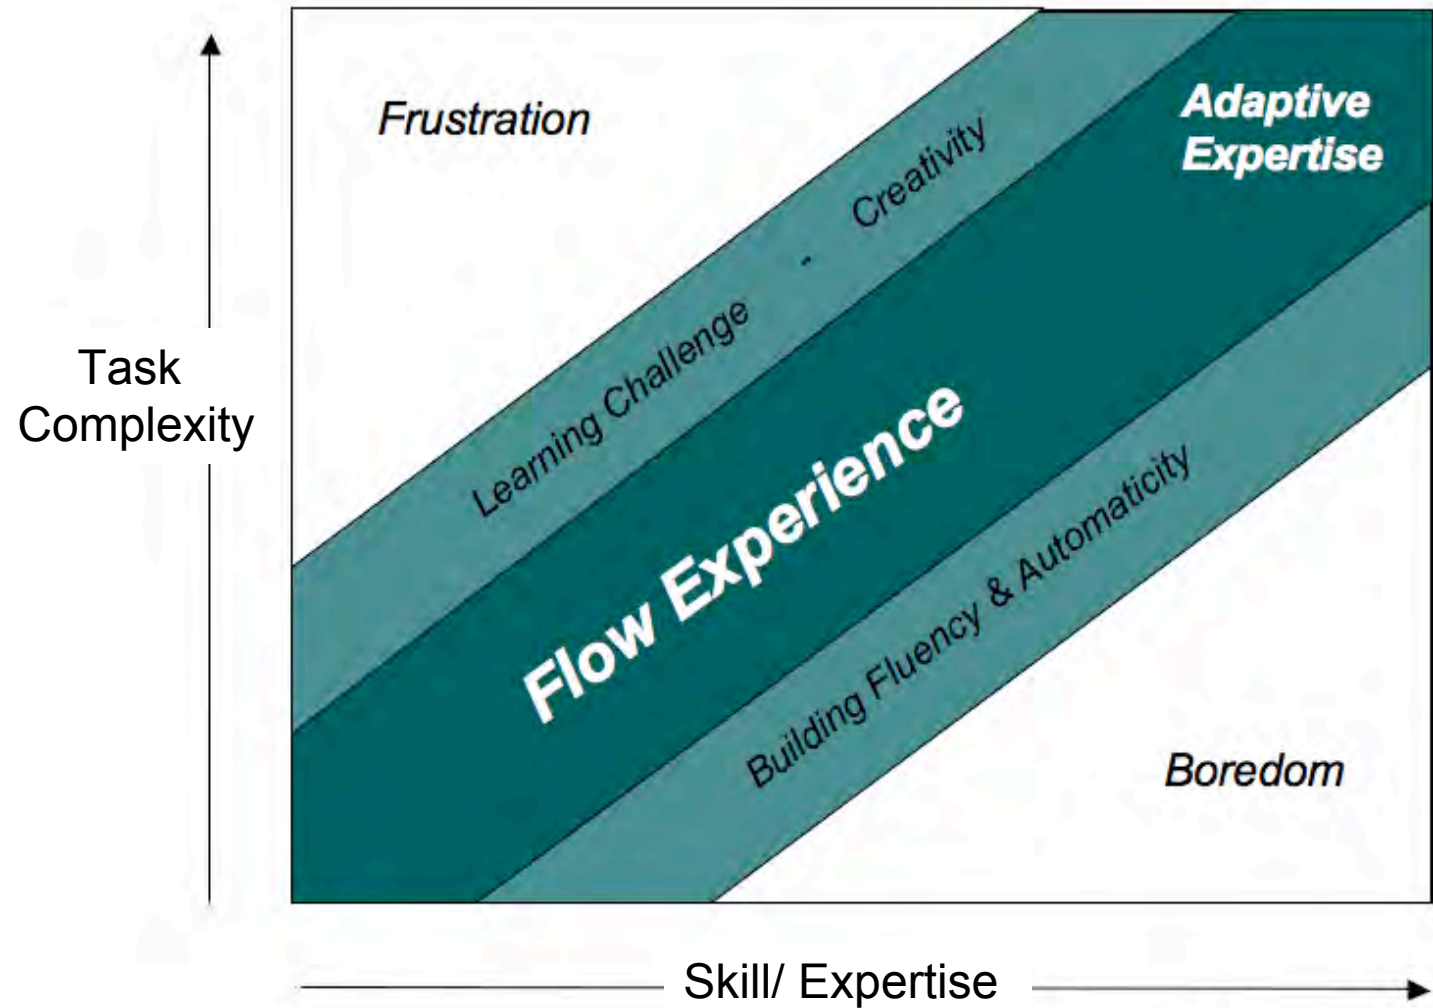 Frustration
Adaptive
Expertise
Learning Challenge - Creativity
Task
Complexity
Flow Experience
Building Fluency & Automaticity
Boredom
Skill/ Expertise